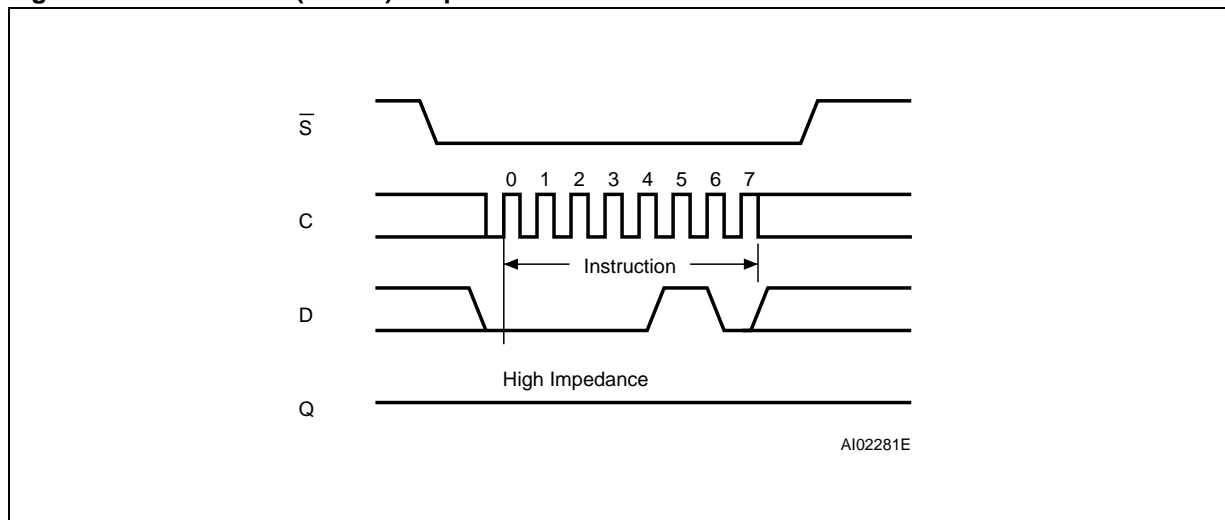 S̅
0 1 2 3 4 5 6 7
C
Instruction
D
High Impedance
Q
AI02281E